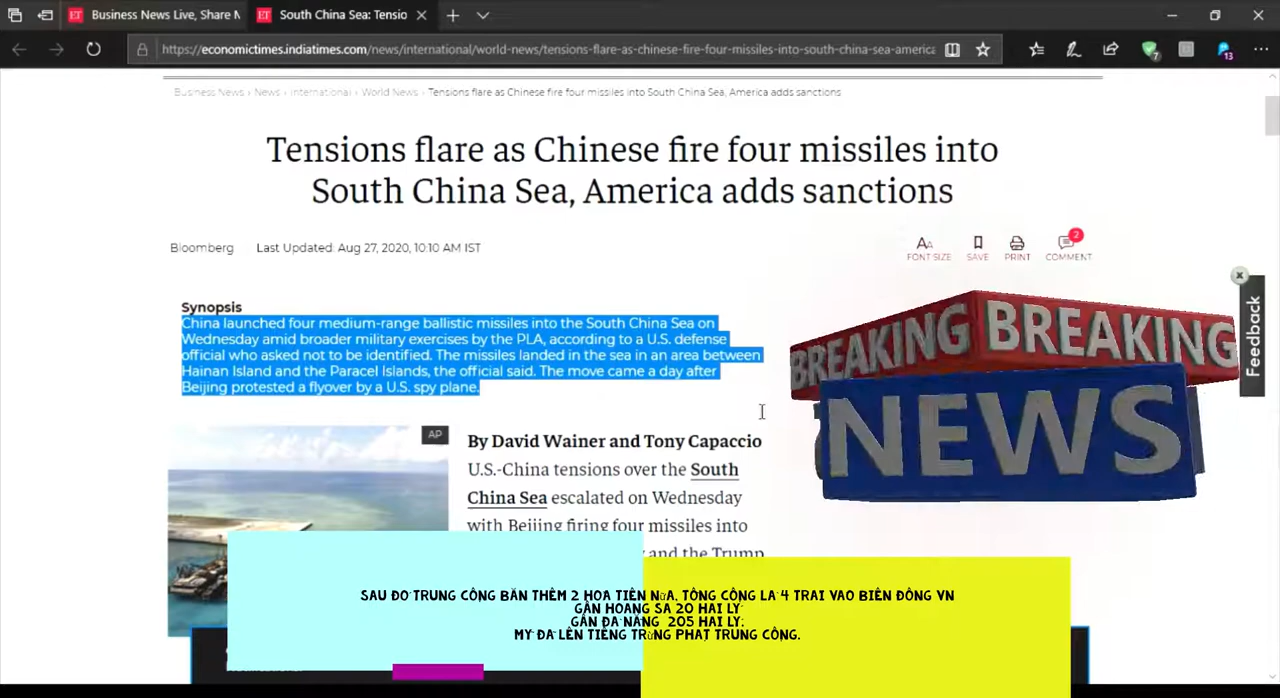 Business News Live, Share N
South China Sea: Tensio
https://economictimes.indiatimes.com/news/international/world-news/tensions-flare-as-chinese-fire-four-missiles-into-south-china-sea-america
7
13
Business News › News › International › World News › Tensions flare as Chinese fire four missiles into South China Sea, America adds sanctions
Tensions flare as Chinese fire four missiles into
South China Sea, America adds sanctions
Bloomberg Last Updated: Aug 27, 2020, 10:10 AM IST
2
FONT SIZE SAVE PRINT COMMENT
Synopsis
China launched four medium-range ballistic missiles into the South China Sea on
Wednesday amid broader military exercises by the PLA, according to a U.S. defense
official who asked not to be identified. The missiles landed in the sea in an area between
Hainan Island and the Paracel Islands, the official said. The move came a day after
Beijing protested a flyover by a U.S. spy plane.
BREAKING BREAKING
NEWS
Feedback
AP
By David Wainer and Tony Capaccio
U.S.-China tensions over the South
China Sea escalated on Wednesday
with Beijing firing four missiles into
and the Trump
SAU ĐÓ TRUNG CỘNG BẮN THÊM 2 HỎA TIỄN NỮA, TỔNG CỘNG LÀ 4 TRÁI VÀO BIỂN ĐÔNG VN
GẦN HOÀNG SA 20 HẢI LÝ
GẦN ĐÀ NẴNG 205 HẢI LÝ.
MỸ ĐÃ LÊN TIẾNG TRỪNG PHẠT TRUNG CỘNG.